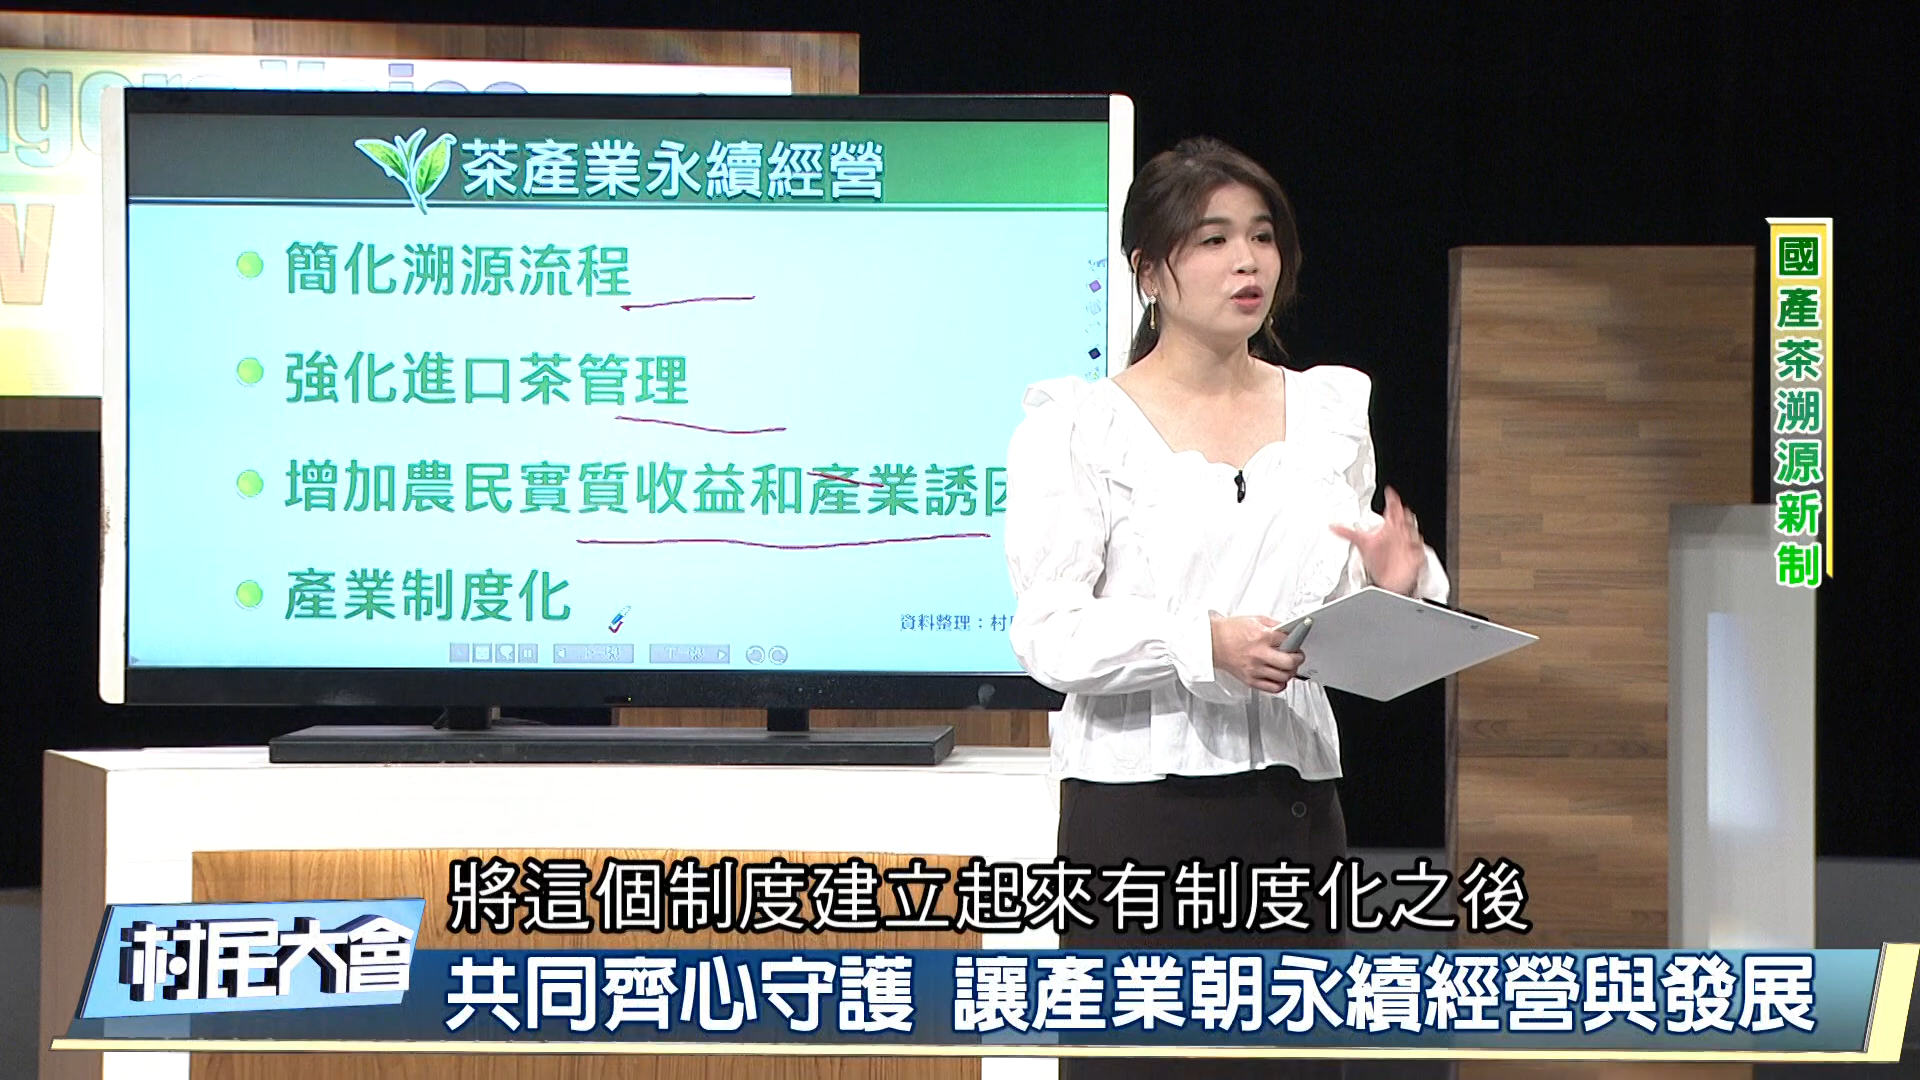 茶產業永續經營
簡化溯源流程
強化進口茶管理
增加農民實質收益和產業誘因
產業制度化
資料整理：村
國產茶溯源新制
將這個制度建立起來有制度化之後
村民大會
共同齊心守護 讓產業朝永續經營與發展